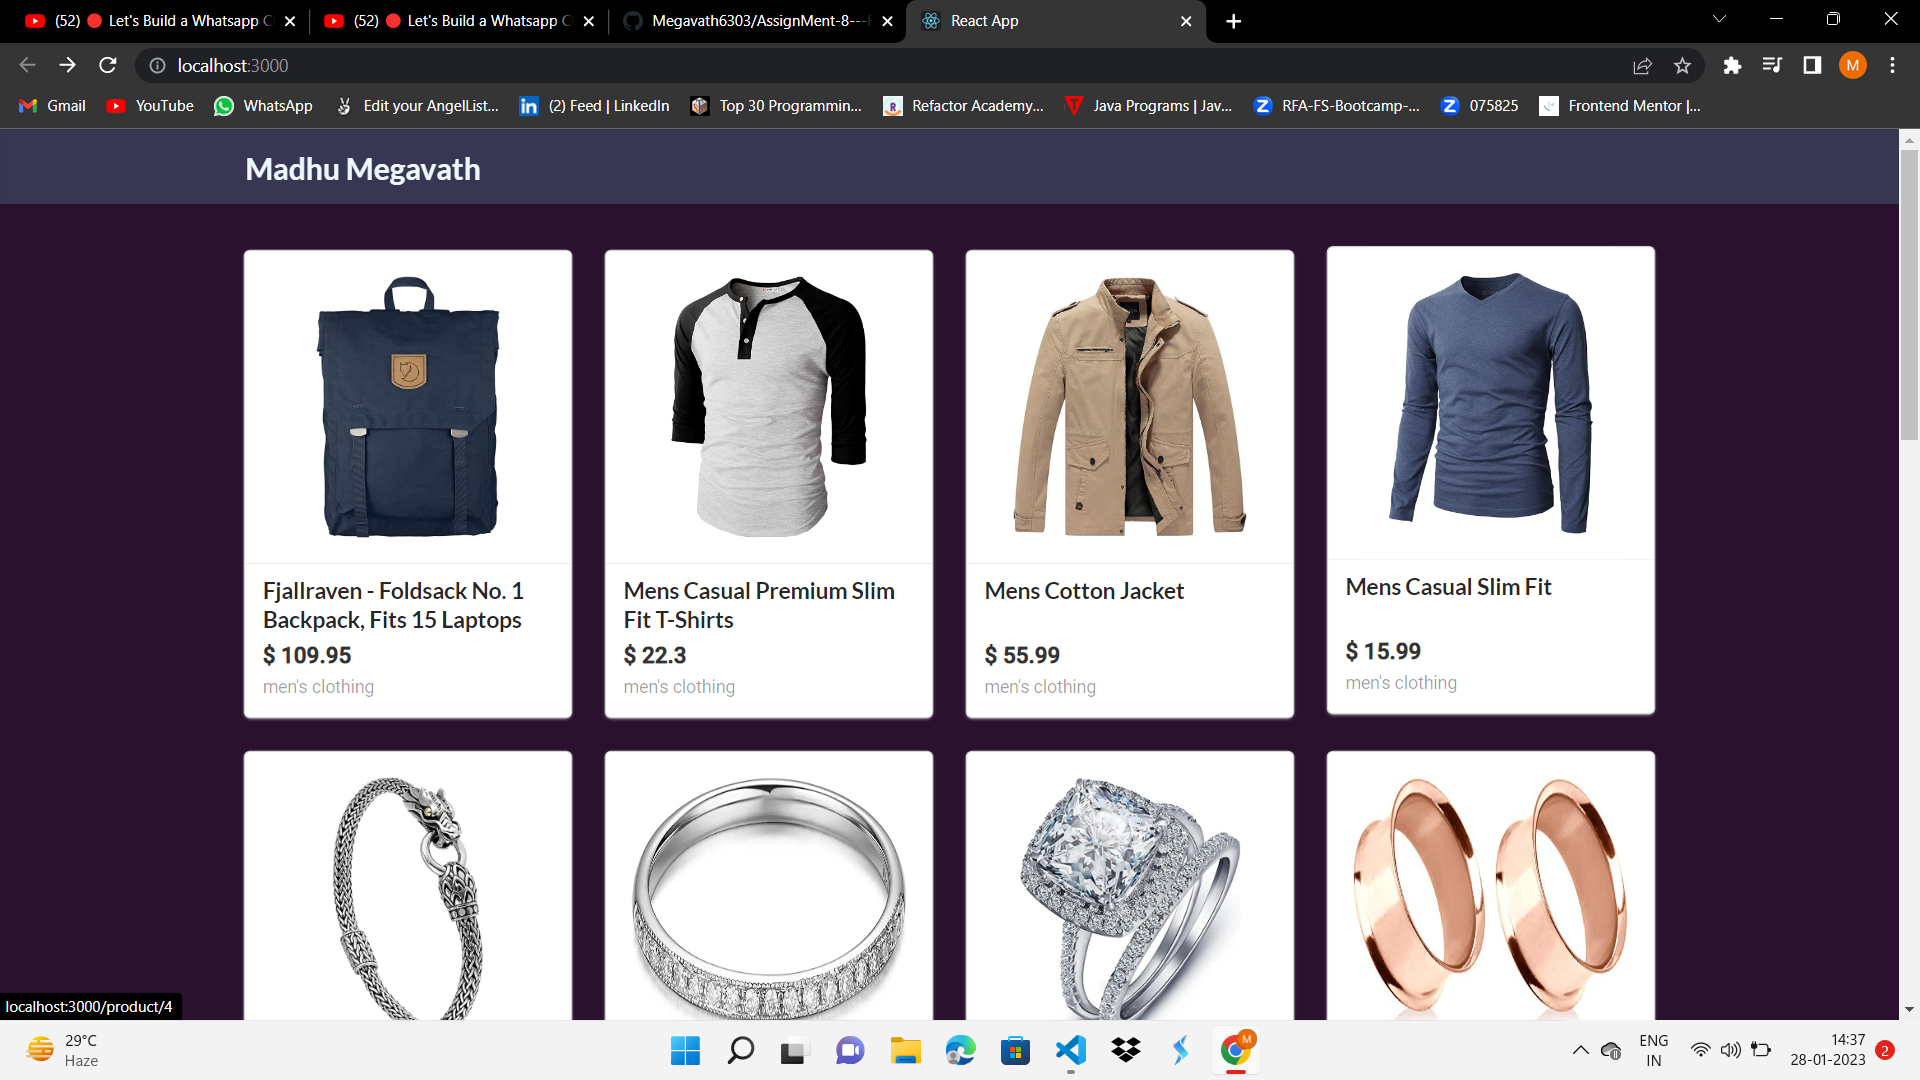 (52) 🔴 Let's Build a Whatsapp C
(52) 🔴 Let's Build a Whatsapp C
Megavath6303/AssignMent-8---
React App
localhost:3000
M
Gmail
YouTube
WhatsApp
Edit your AngelList...
(2) Feed | LinkedIn
Top 30 Programmin...
Refactor Academy...
Java Programs | Jav...
RFA-FS-Bootcamp-...
075825
Frontend Mentor |...
Madhu Megavath
Fjallraven - Foldsack No. 1
Backpack, Fits 15 Laptops
$ 109.95
men's clothing
Mens Casual Premium Slim
Fit T-Shirts
$ 22.3
men's clothing
Mens Cotton Jacket
$ 55.99
men's clothing
Mens Casual Slim Fit
$ 15.99
men's clothing
localhost:3000/product/4
29°C
Haze
M
ENG
IN
14:37
28-01-2023
2